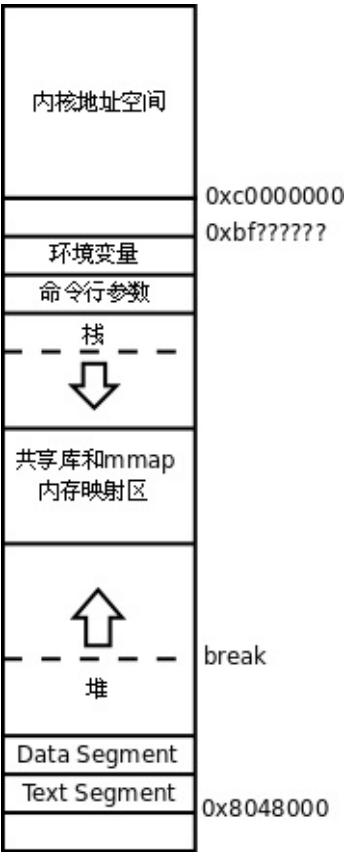 内核地址空间
0xc0000000
0xbf??????
环境变量
命令行参数
栈
共享库和mmap
内存映射区
break
堆
Data Segment
Text Segment
0x8048000